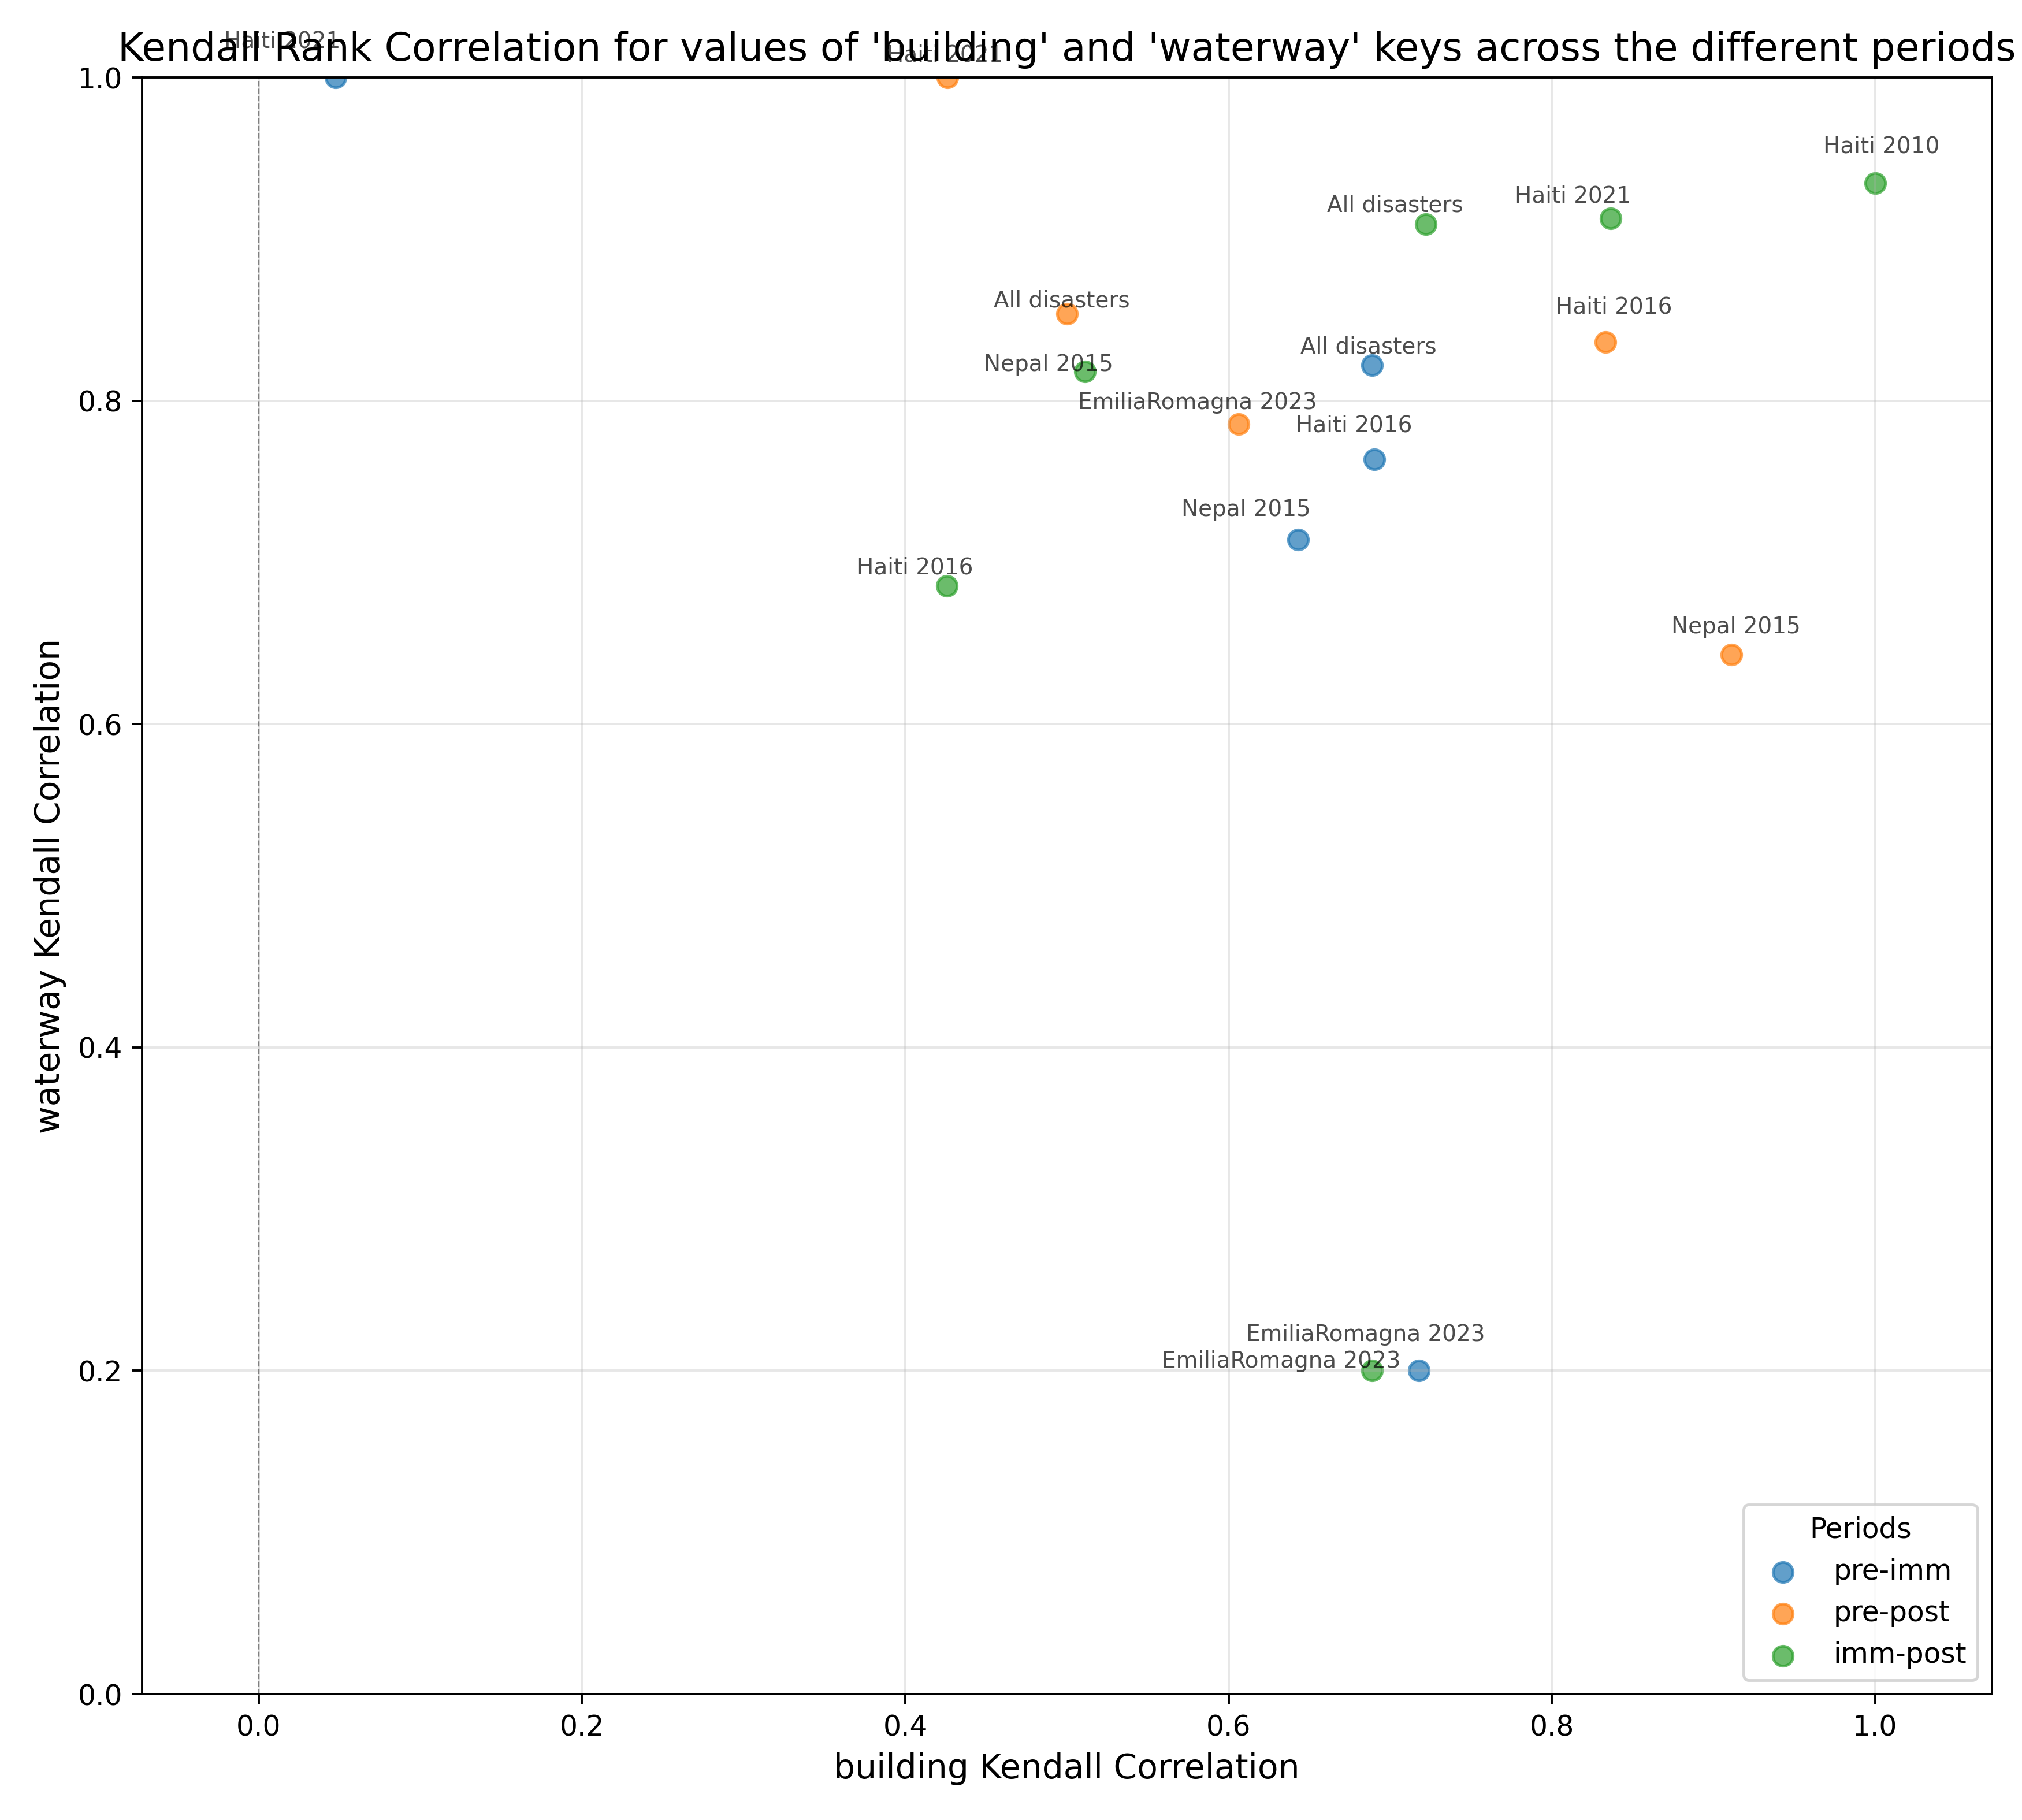 Kendall Rank Correlation for values of 'building' and 'waterway' keys across the different periods
Haiti 2021
Haiti 2021
1.0
Haiti 2010
Haiti 2021
All disasters
All disasters
Haiti 2016
All disasters
Nepal 2015
0.8
EmiliaRomagna 2023
Haiti 2016
Nepal 2015
Haiti 2016
Nepal 2015
0.6
waterway Kendall Correlation
0.4
EmiliaRomagna 2023
EmiliaRomagna 2023
0.2
Periods
pre-imm
pre-post
imm-post
0.0
0.0 0.2 0.4 0.6 0.8 1.0
building Kendall Correlation